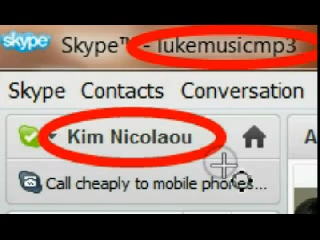 skype Skype™ - lukemusicmp3
Skype Contacts Conversation
Kim Nicolaou
Call cheaply to mobile phones...